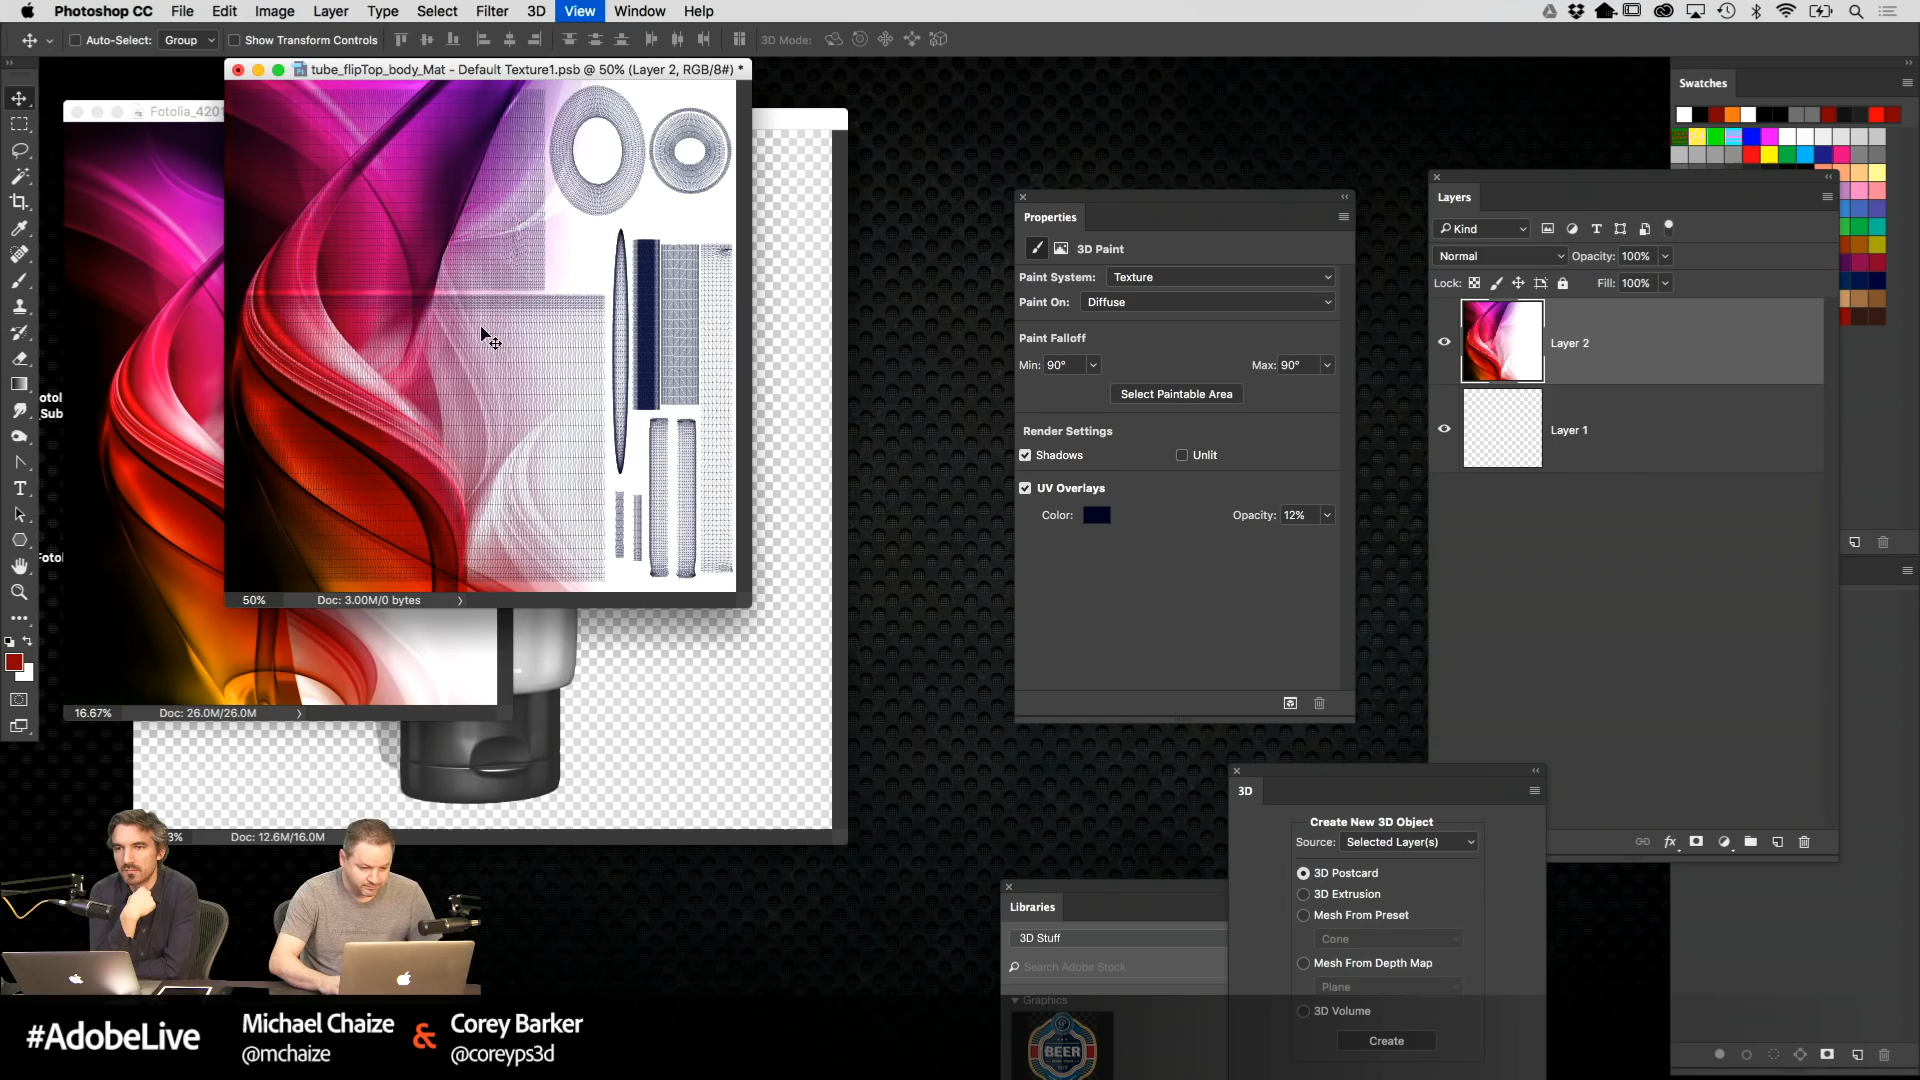 Photoshop CC File Edit Image Layer Type Select Filter 3D View Window Help
Auto-Select: Group Show Transform Controls 3D Mode:
tube_flipTop_body_Mat - Default Texture1.psb @ 50% (Layer 2, RGB/8#) *
Fotolia_4201
otol
_Sub
Fotol
50% Doc: 3.00M/0 bytes
16.67% Doc: 26.0M/26.0M
3% Doc: 12.6M/16.0M
Properties
3D Paint
Paint System: Texture
Paint On: Diffuse
Paint Falloff
Min: 90° Max: 90°
Select Paintable Area
Render Settings
Shadows Unlit
UV Overlays
Color: Opacity: 12%
Swatches
Layers
Kind
Normal Opacity: 100%
Lock: Fill: 100%
Layer 2
Layer 1
fx
3D
Create New 3D Object
Source: Selected Layer(s)
3D Postcard
3D Extrusion
Mesh From Preset
Cone
Mesh From Depth Map
Plane
3D Volume
Create
Libraries
3D Stuff
Search Adobe Stock
Graphics
BEER
#AdobeLive
Michael Chaize
@mchaize
&
Corey Barker
@coreyps3d